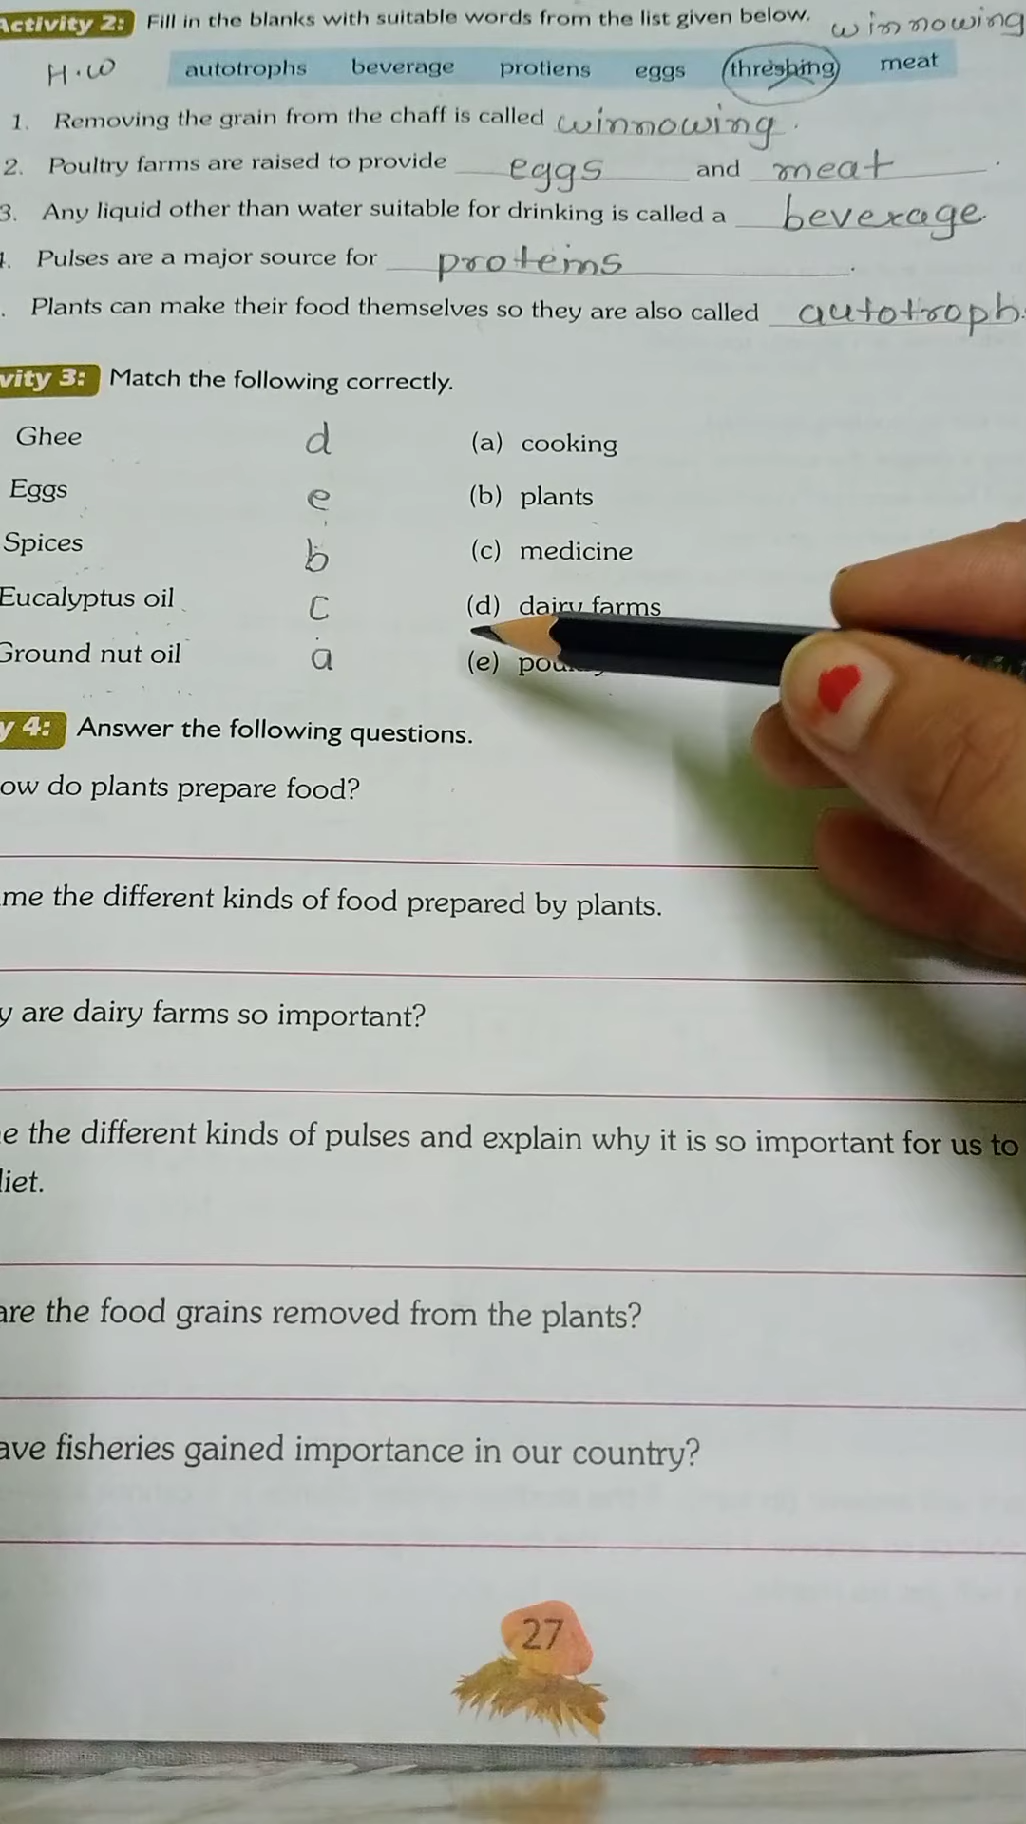 Activity 2: Fill in the blanks with suitable words from the list given below. winnowing
H.W autotrophs beverage protiens eggs threshing meat
1. Removing the grain from the chaff is called winnowing.
2. Poultry farms are raised to provide eggs and meat.
3. Any liquid other than water suitable for drinking is called a beverage.
4. Pulses are a major source for proteins.
. Plants can make their food themselves so they are also called autotroph.
vity 3: Match the following correctly.
Ghee d (a) cooking
Eggs e (b) plants
Spices b (c) medicine
Eucalyptus oil c (d) dairy farms
Ground nut oil a (e)
y 4: Answer the following questions.
ow do plants prepare food?
me the different kinds of food prepared by plants.
y are dairy farms so important?
e the different kinds of pulses and explain why it is so important for us to
liet.
are the food grains removed from the plants?
ave fisheries gained importance in our country?
27